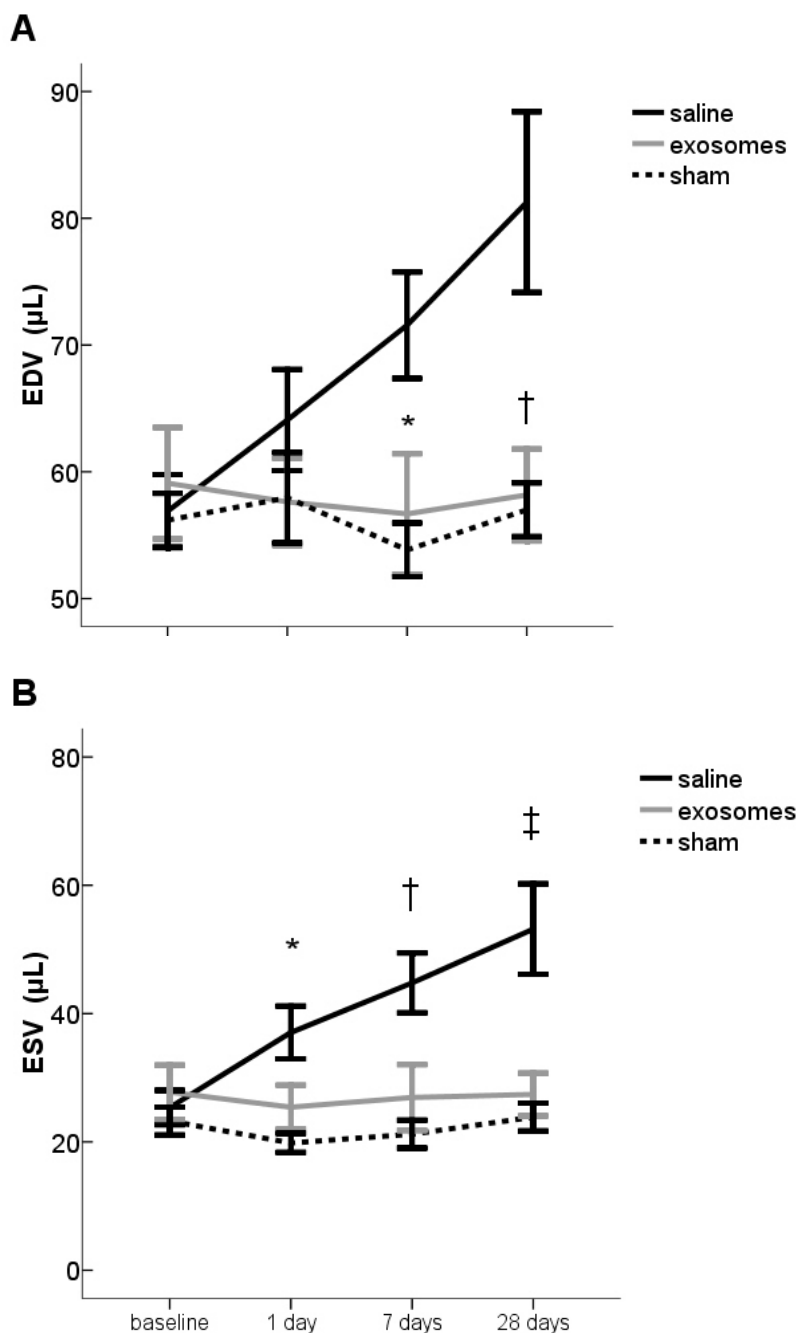 A
90
80
70
60
50
EDV (µL)
saline
exosomes
sham
*
†
B
80
60
40
20
0
ESV (µL)
saline
exosomes
sham
*
†
‡
baseline 1 day 7 days 28 days